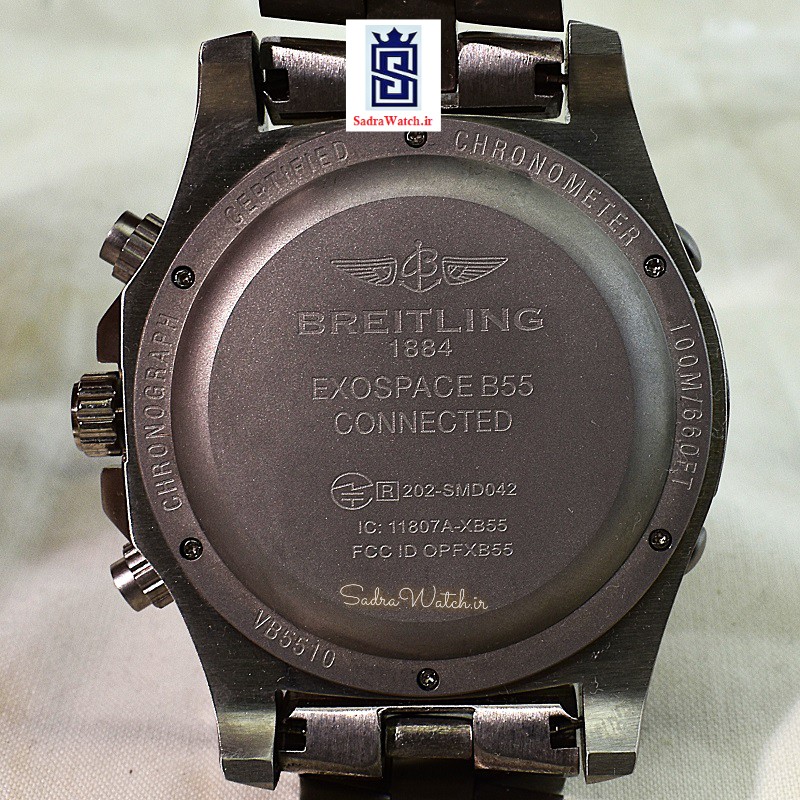 SadraWatch.ir
CERTIFIED CHRONOMETER
100M/660FT
CHRONOGRAPH
VB5510
BREITLING
1884
EXOSPACE B55
CONNECTED
R 202-SMD042
IC: 11807A-XB55
FCC ID OPFXB55
SadraWatch.ir